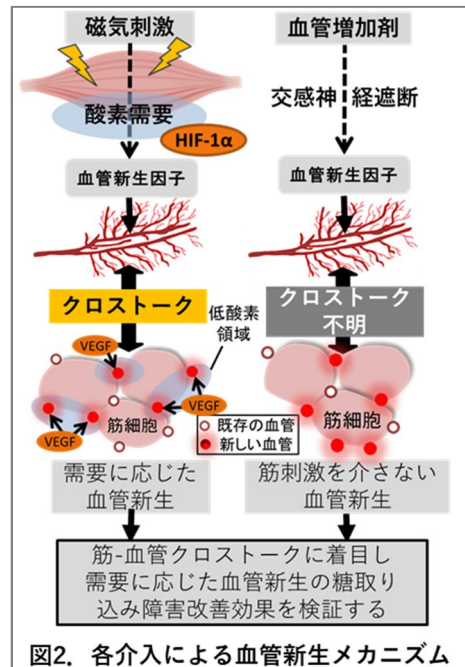 磁気刺激
酸素需要
HIF-1α
血管新生因子
クロストーク
低酸素
領域
VEGF
VEGF
VEGF
筋細胞
需要に応じた
血管新生
血管増加剤
交感神経遮断
血管新生因子
クロストーク
不明
筋細胞
既存の血管
新しい血管
筋刺激を介さない
血管新生
筋-血管クロストークに着目し
需要に応じた血管新生の糖取り
込み障害改善効果を検証する
図2．各介入による血管新生メカニズム